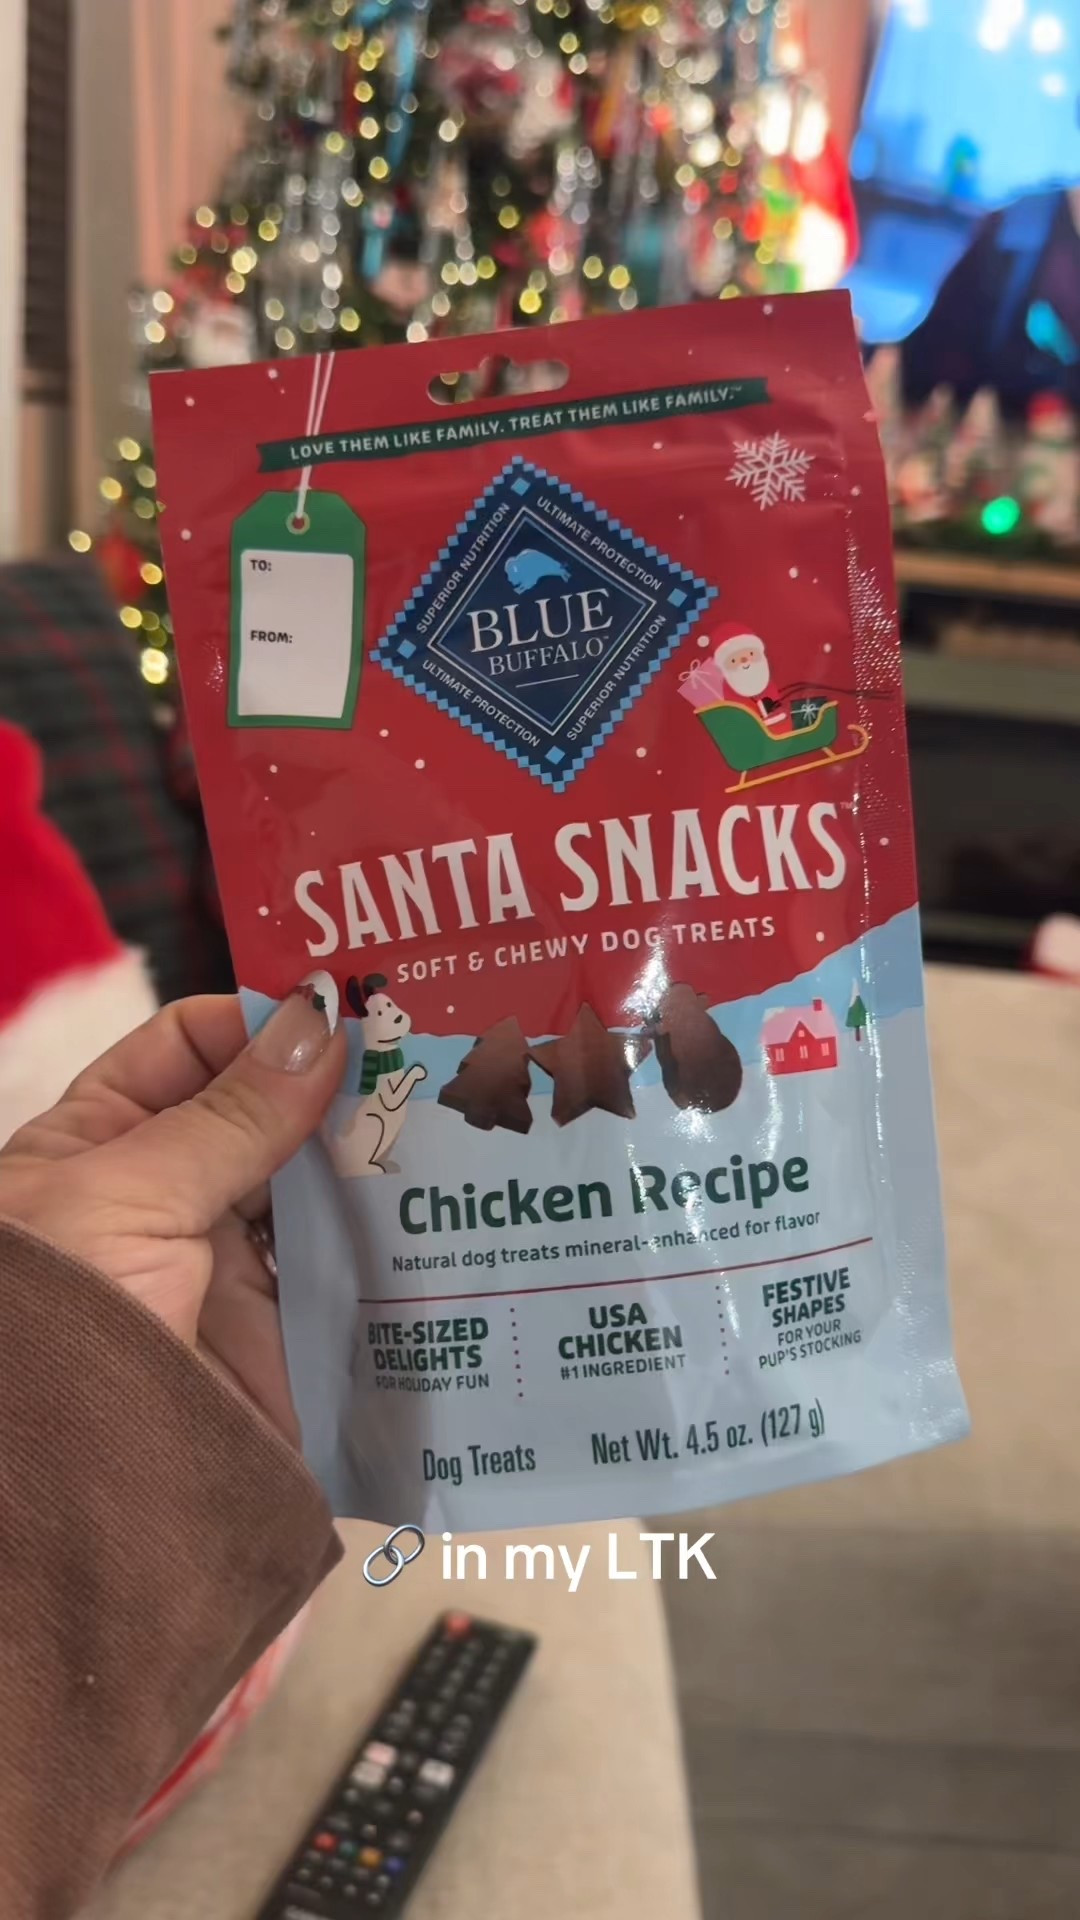 LOVE THEM LIKE FAMILY. TREAT THEM LIKE FAMILY.™
TO:
FROM:
SUPERIOR NUTRITION
ULTIMATE PROTECTION
BLUE
BUFFALO™
ULTIMATE PROTECTION
SUPERIOR NUTRITION
SANTA SNACKS™
SOFT & CHEWY DOG TREATS
Chicken Recipe
Natural dog treats mineral-enhanced for flavor
BITE-SIZED
DELIGHTS
FOR HOLIDAY FUN
USA
CHICKEN
#1 INGREDIENT
FESTIVE
SHAPES
FOR YOUR
PUP'S STOCKING
Dog Treats
Net Wt. 4.5 oz. (127 g)
🔗 in my LTK